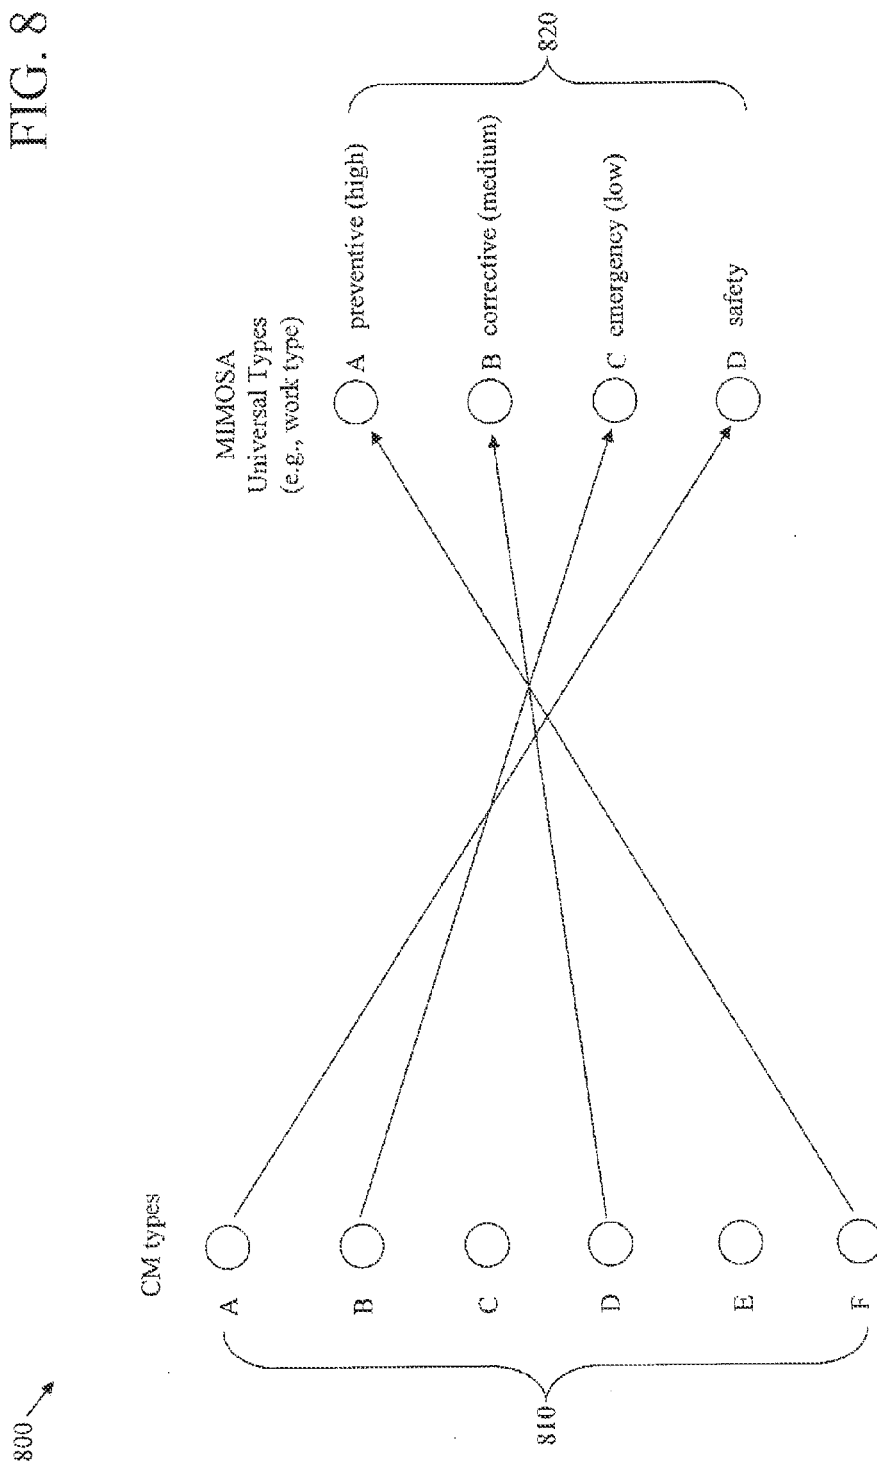 FIG. 8
800
CM types
MIMOSA
Universal Types
(e.g., work type)
A
B
C
D
E
F
810
A preventive (high)
B corrective (medium)
C emergency (low)
D safety
820